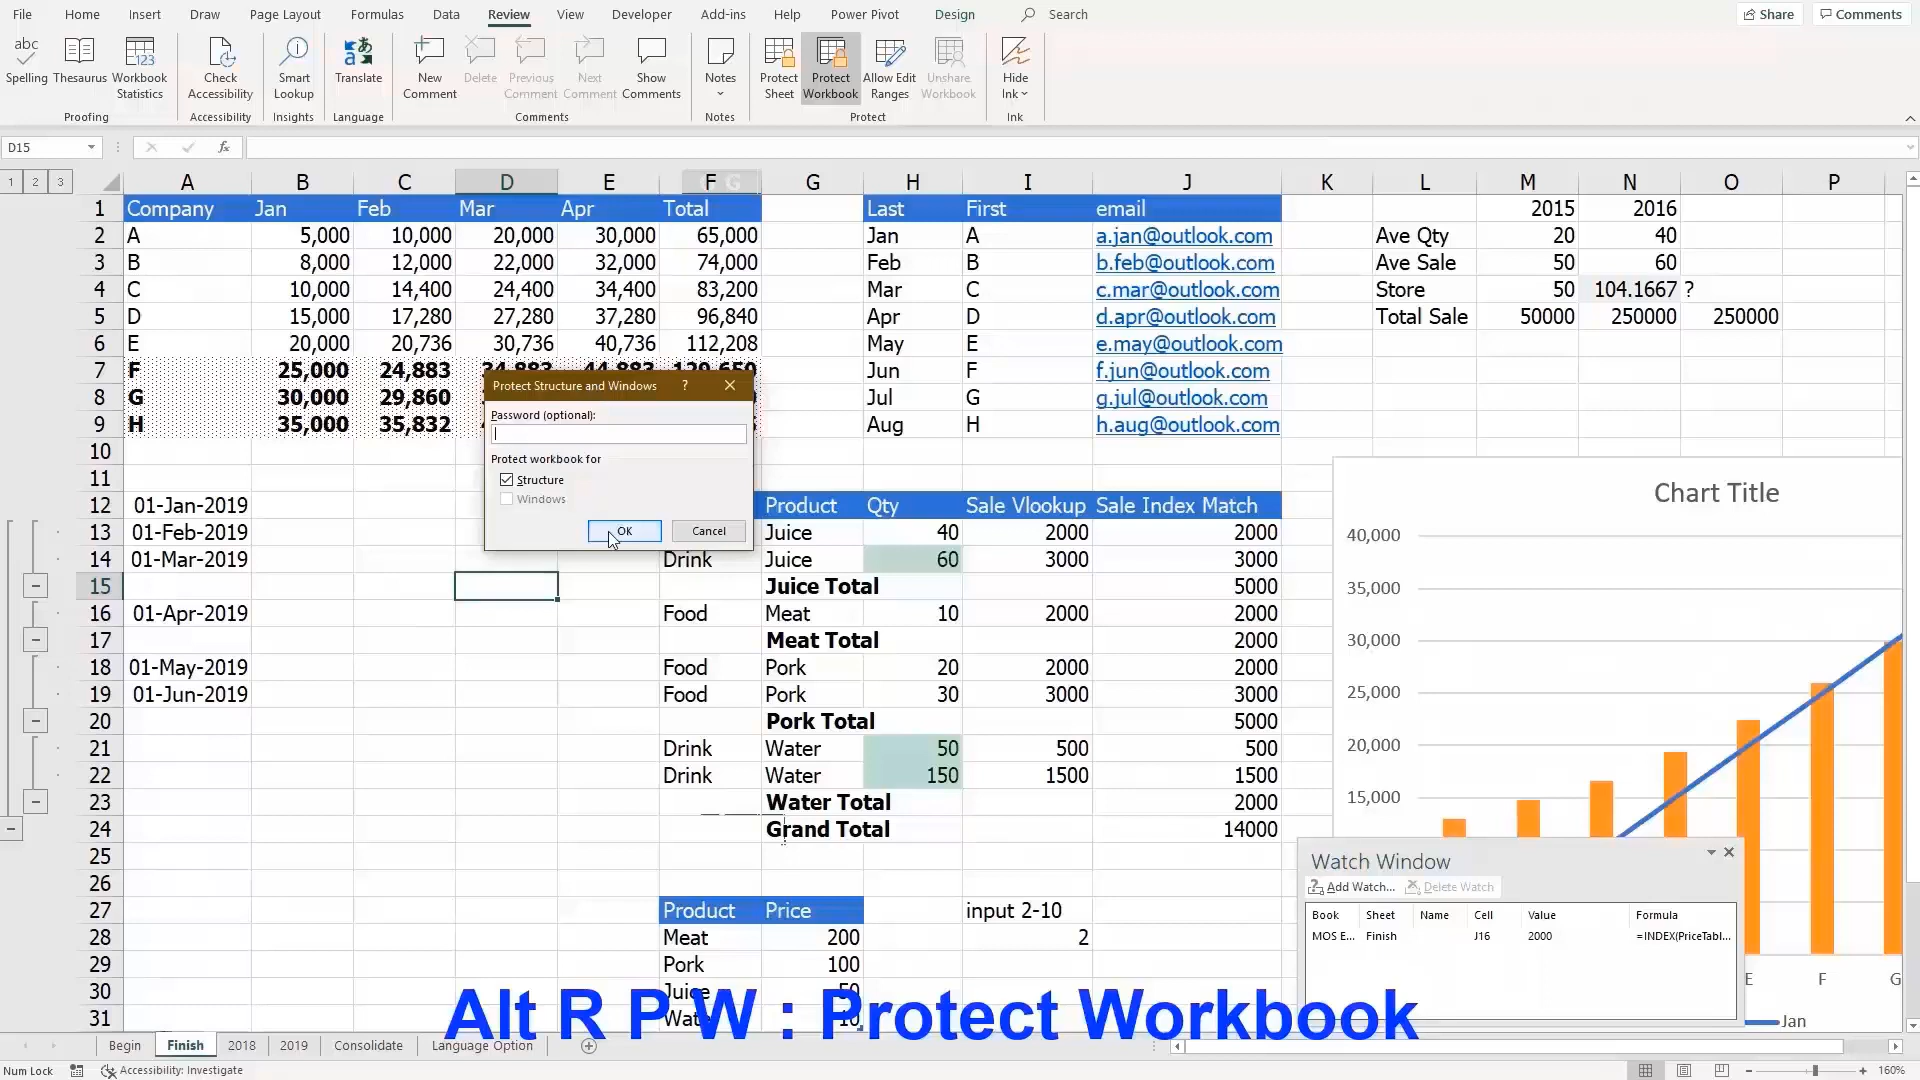 File Home Insert Draw Page Layout Formulas Data Review View Developer Add-ins Help Power Pivot Design Search Share Comments
abc
Spelling Thesaurus Workbook Statistics Check Accessibility Smart Lookup Translate New Comment Delete Previous Comment Next Comment Show Comments Notes Protect Sheet Protect Workbook Allow Edit Ranges Unshare Workbook Hide Ink
Proofing Accessibility Insights Language Comments Notes Protect Ink
D15 fx
1 2 3 A B C D E F G H I J K L M N O P
1 Company Jan Feb Mar Apr Total Last First email 2015 2016
2 A 5,000 10,000 20,000 30,000 65,000 Jan A a.jan@outlook.com Ave Qty 20 40
3 B 8,000 12,000 22,000 32,000 74,000 Feb B b.feb@outlook.com Ave Sale 50 60
4 C 10,000 14,400 24,400 34,400 83,200 Mar C c.mar@outlook.com Store 50 104.1667 ?
5 D 15,000 17,280 27,280 37,280 96,840 Apr D d.apr@outlook.com Total Sale 50000 250000 250000
6 E 20,000 20,736 30,736 40,736 112,208 May E e.may@outlook.com
7 F 25,000 24,883 34,883 44,883 129,650 Jun F f.jun@outlook.com
8 G 30,000 29,860 Jul G g.jul@outlook.com
9 H 35,000 35,832 Aug H h.aug@outlook.com
Protect Structure and Windows ?
Password (optional):
Protect workbook for
Structure
Windows
OK Cancel
10
11
12 01-Jan-2019 Product Qty Sale Vlookup Sale Index Match
13 01-Feb-2019 Juice 40 2000 2000
14 01-Mar-2019 Drink Juice 60 3000 3000
15 Juice Total 5000
16 01-Apr-2019 Food Meat 10 2000 2000
17 Meat Total 2000
18 01-May-2019 Food Pork 20 2000 2000
19 01-Jun-2019 Food Pork 30 3000 3000
20 Pork Total 5000
21 Drink Water 50 500 500
22 Drink Water 150 1500 1500
23 Water Total 2000
24 Grand Total 14000
25
26
27 Product Price input 2-10
28 Meat 200 2
29 Pork 100
30 Juice 50
31 Wate 10
Chart Title
40,000
35,000
30,000
25,000
20,000
15,000
E F G
Jan
Watch Window
Add Watch... Delete Watch
Book Sheet Name Cell Value Formula
MOS E... Finish J16 2000 =INDEX(PriceTabl...
Alt R P W : Protect Workbook
Begin Finish 2018 2019 Consolidate Language Option
Num Lock Accessibility: Investigate 160%